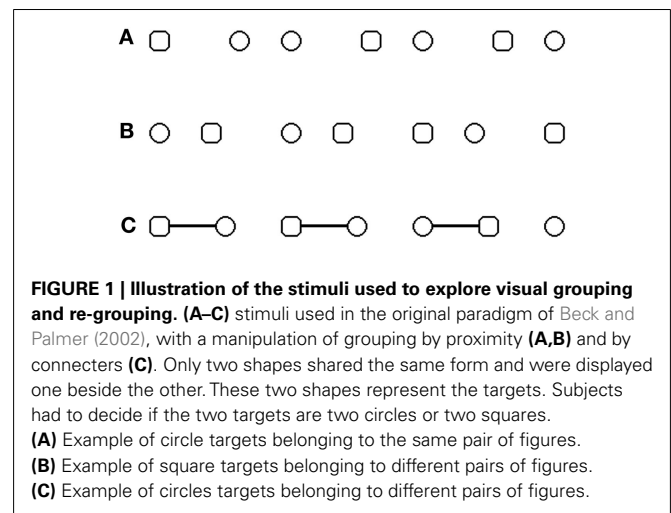 A
B
C
FIGURE 1 | Illustration of the stimuli used to explore visual grouping
and re-grouping. (A–C) stimuli used in the original paradigm of Beck and
Palmer (2002), with a manipulation of grouping by proximity (A,B) and by
connecters (C). Only two shapes shared the same form and were displayed
one beside the other. These two shapes represent the targets. Subjects
had to decide if the two targets are two circles or two squares.
(A) Example of circle targets belonging to the same pair of figures.
(B) Example of square targets belonging to different pairs of figures.
(C) Example of circles targets belonging to different pairs of figures.